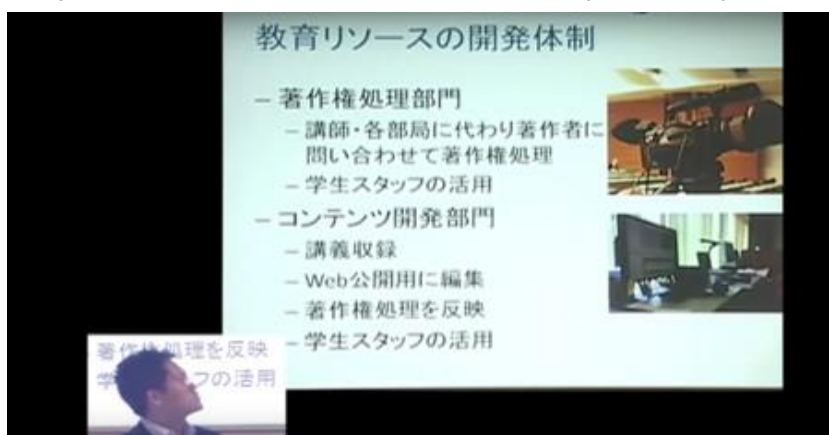 教育リソースの開発体制
– 著作権処理部門
– 講師・各部局に代わり著作者に
問い合わせて著作権処理
– 学生スタッフの活用
– コンテンツ開発部門
– 講義収録
– Web公開用に編集
– 著作権処理を反映
– 学生スタッフの活用
著作 処理を反映
学 フの活用